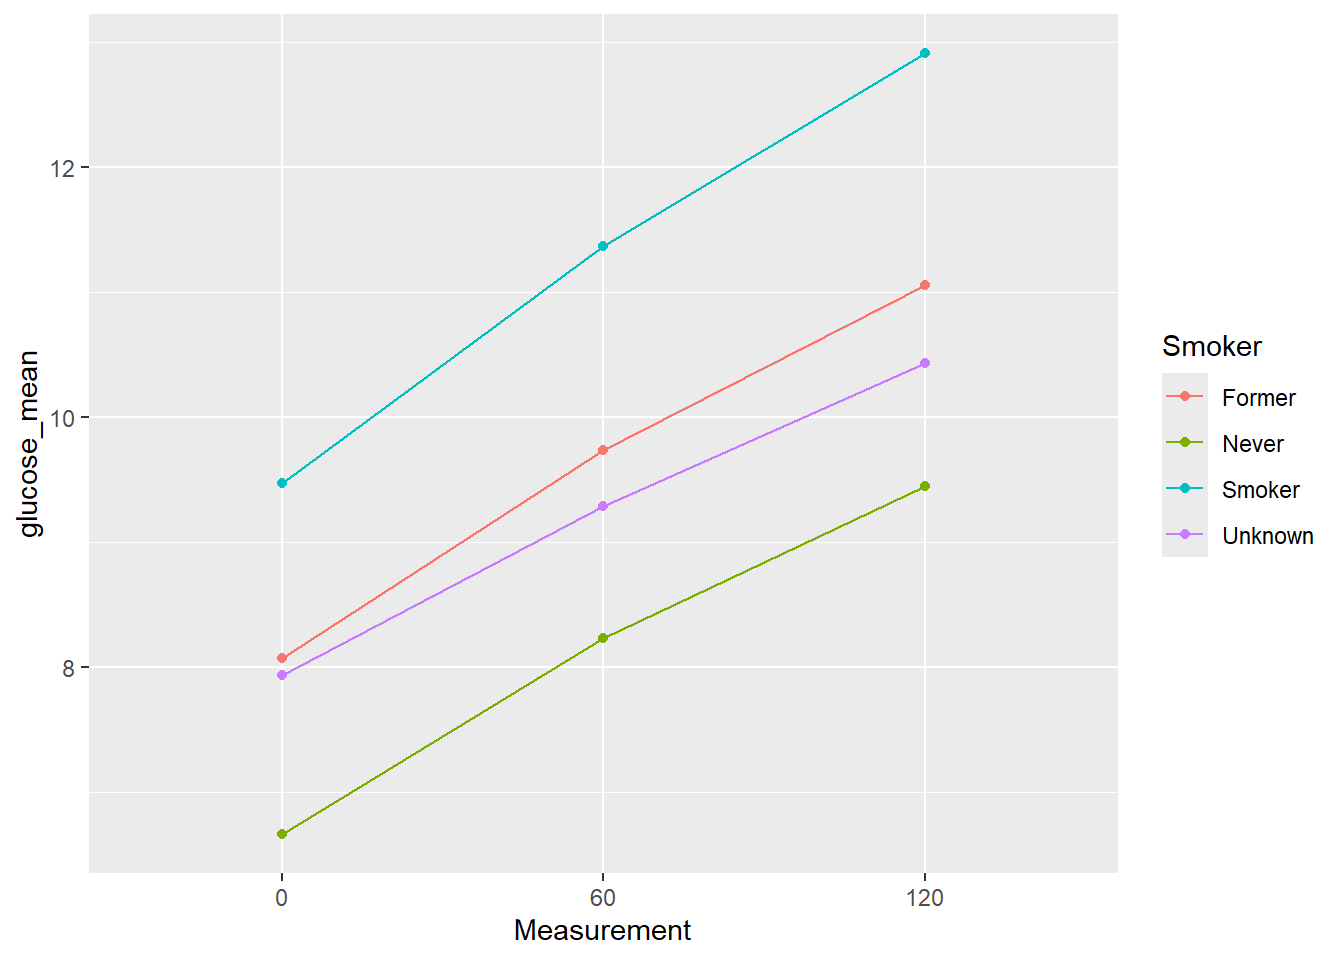 glucose_mean
12
10
8
0 60 120
Measurement
Smoker
Former
Never
Smoker
Unknown